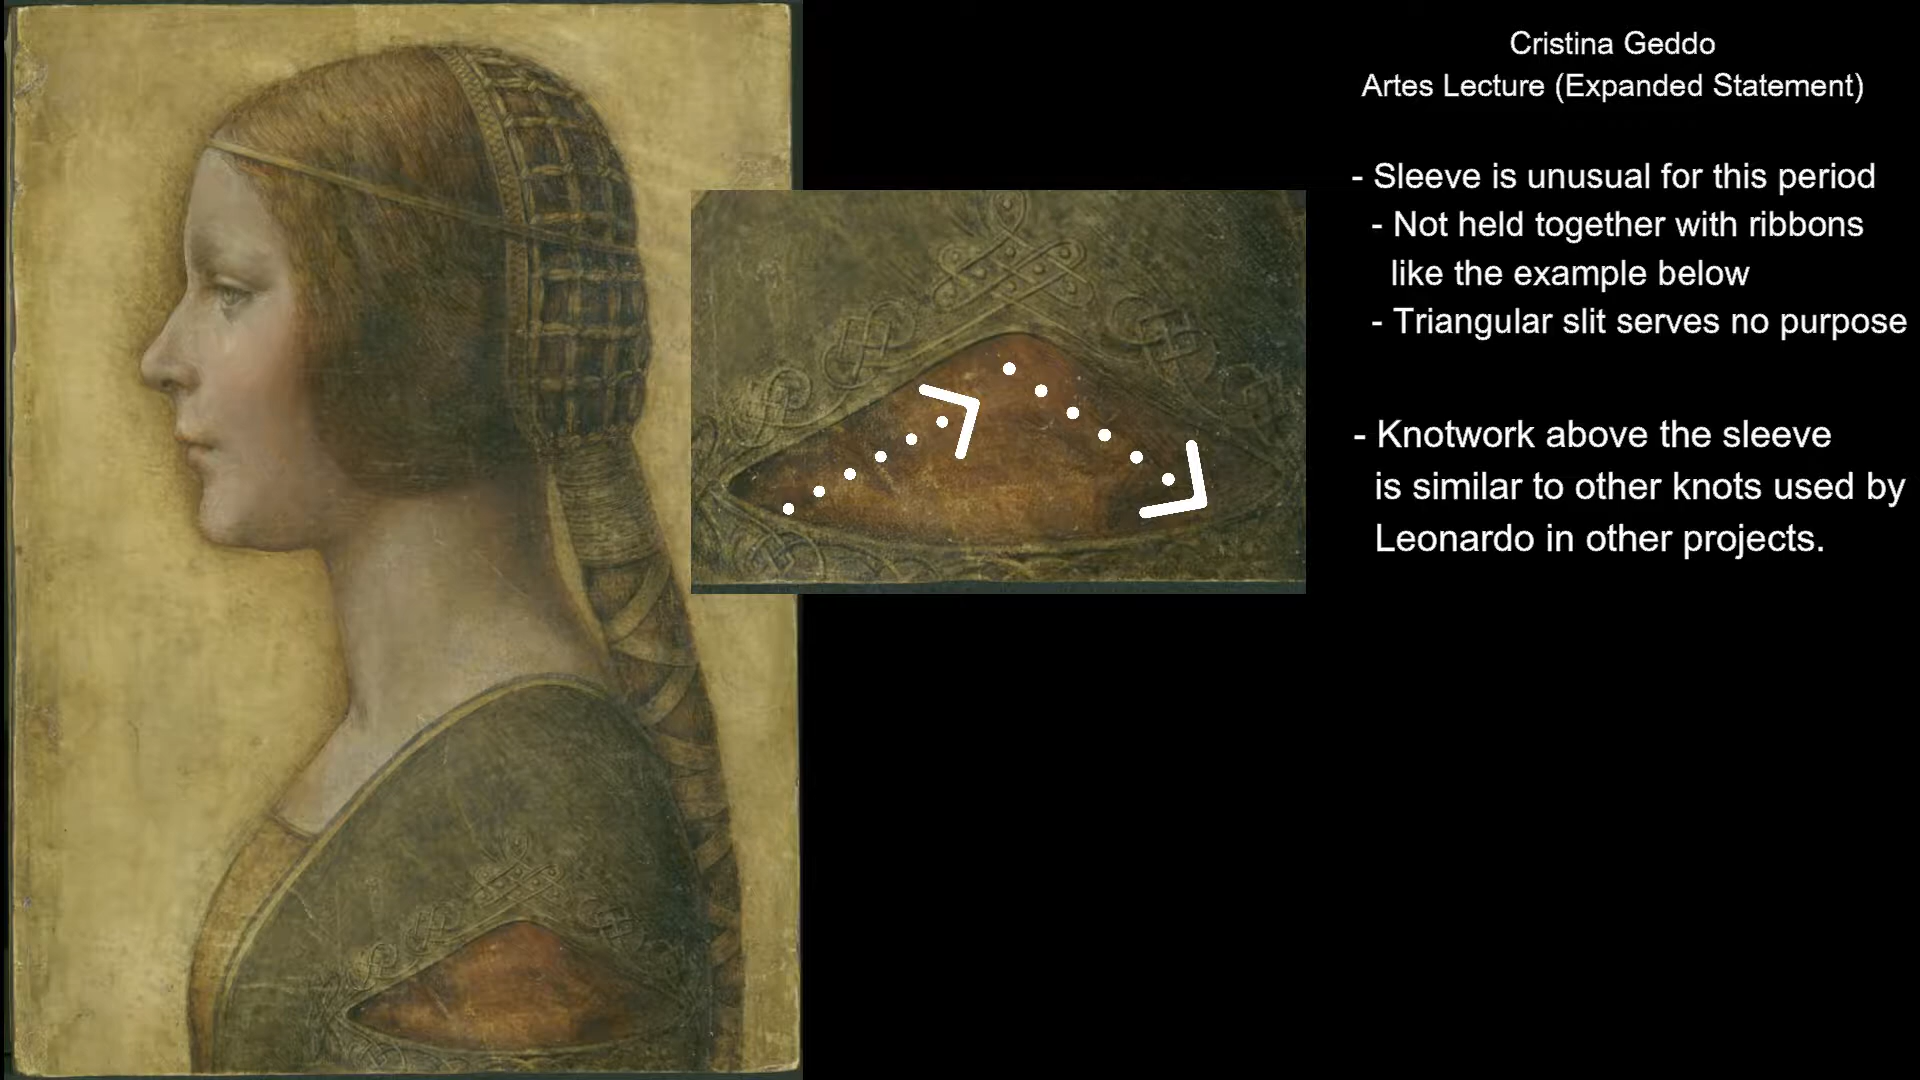 Cristina Geddo
Artes Lecture (Expanded Statement)
- Sleeve is unusual for this period
- Not held together with ribbons
like the example below
- Triangular slit serves no purpose
- Knotwork above the sleeve
is similar to other knots used by
Leonardo in other projects.